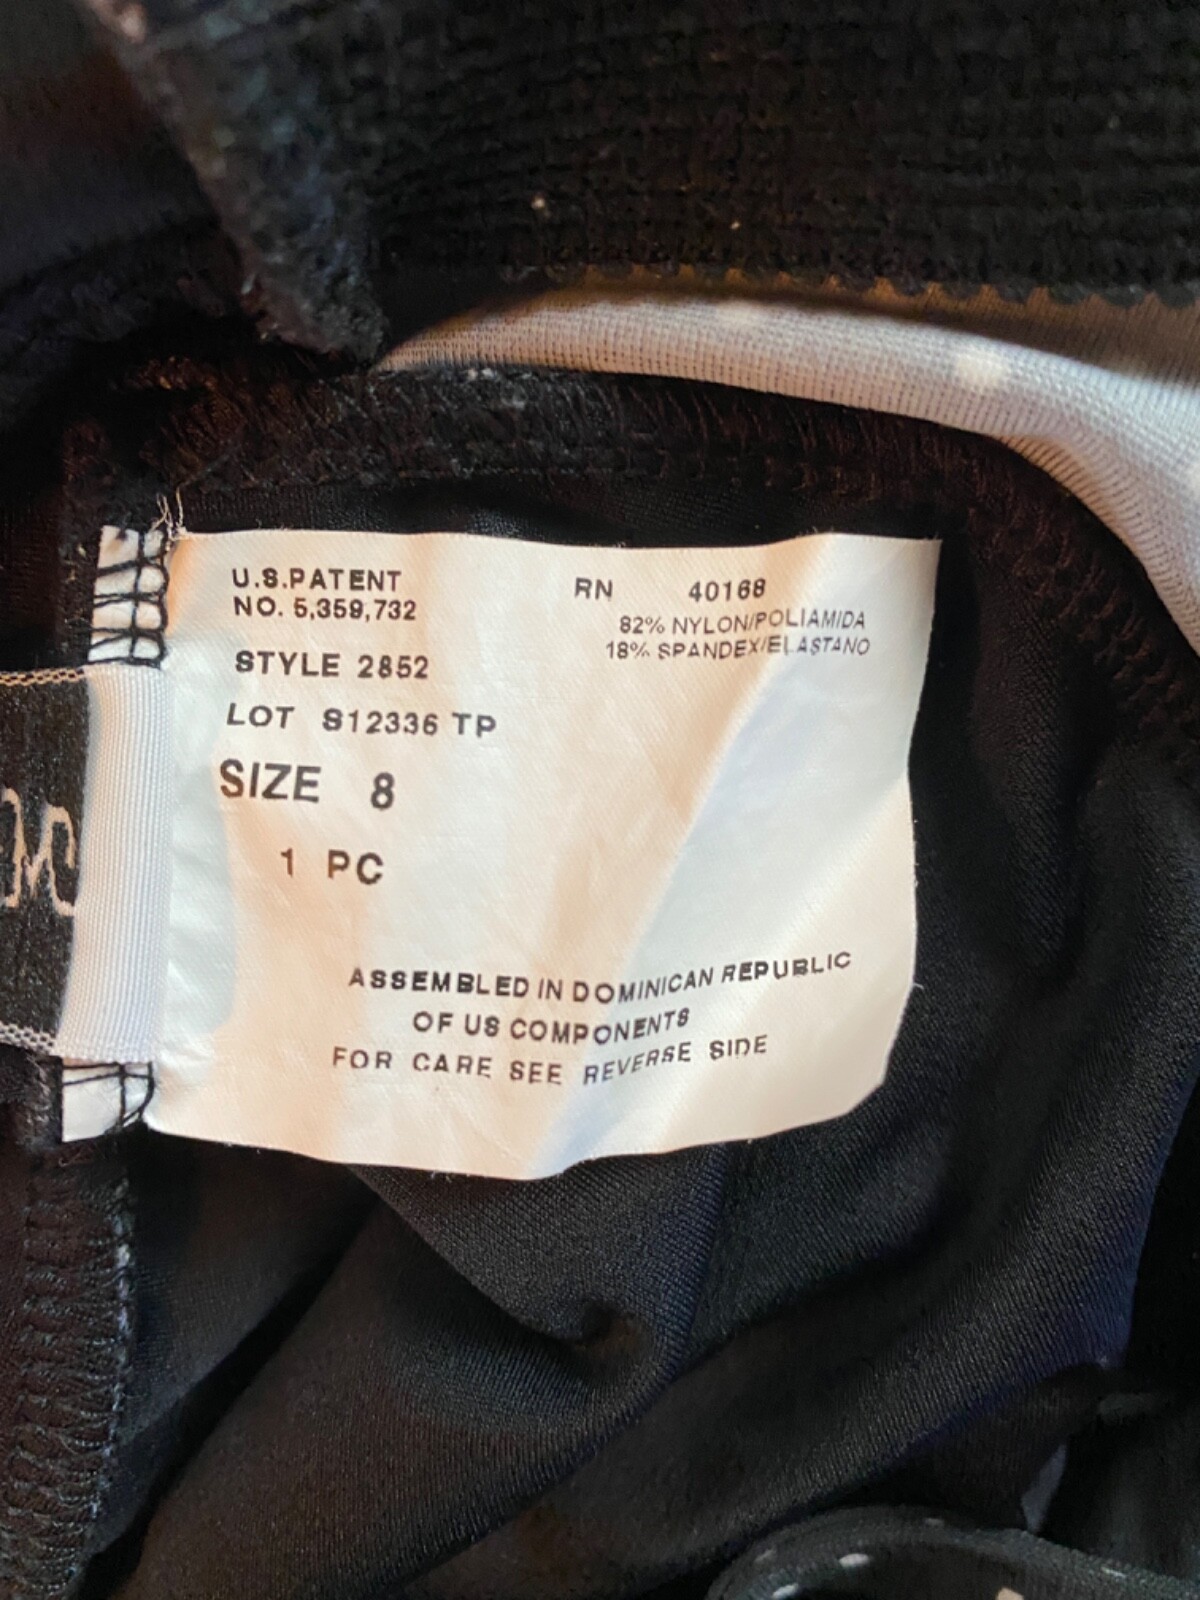 U.S.PATENT
NO. 5,359,732
STYLE 2852
LOT S12336 TP
SIZE 8
1 PC
RN 40168
82% NYLON/POLIAMIDA
18% SPANDEX/ELASTANO
ASSEMBLED IN DOMINICAN REPUBLIC
OF US COMPONENTS
FOR CARE SEE REVERSE SIDE